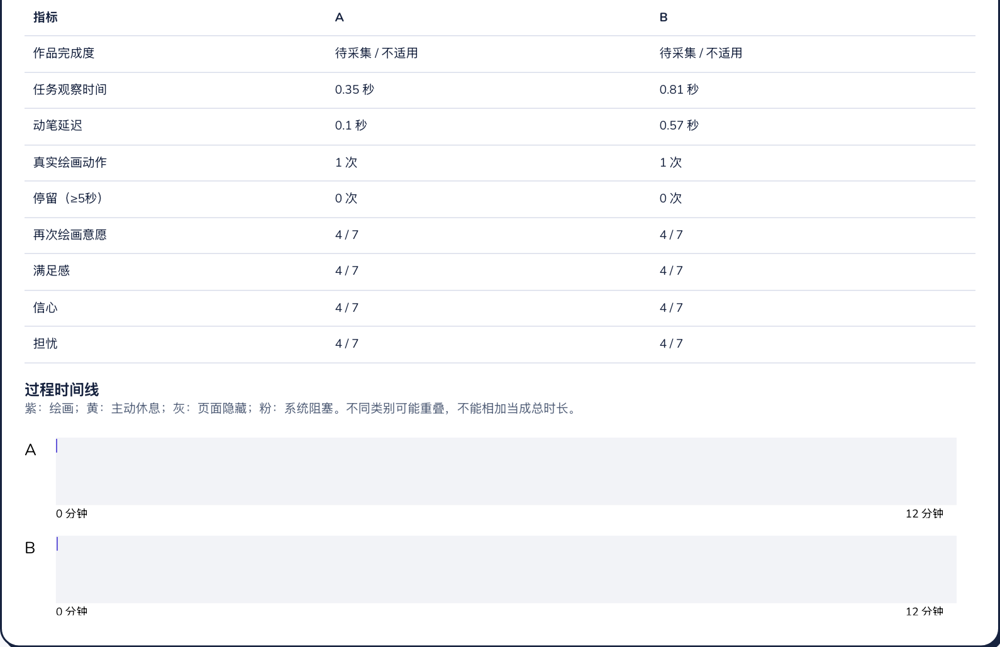 指标 A B
作品完成度 待采集 / 不适用 待采集 / 不适用
任务观察时间 0.35 秒 0.81 秒
动笔延迟 0.1 秒 0.57 秒
真实绘画动作 1 次 1 次
停留（≥5秒） 0 次 0 次
再次绘画意愿 4 / 7 4 / 7
满足感 4 / 7 4 / 7
信心 4 / 7 4 / 7
担忧 4 / 7 4 / 7
过程时间线
紫：绘画；黄：主动休息；灰：页面隐藏；粉：系统阻塞。不同类别可能重叠，不能相加当成总时长。
A
0 分钟 12 分钟
B
0 分钟 12 分钟